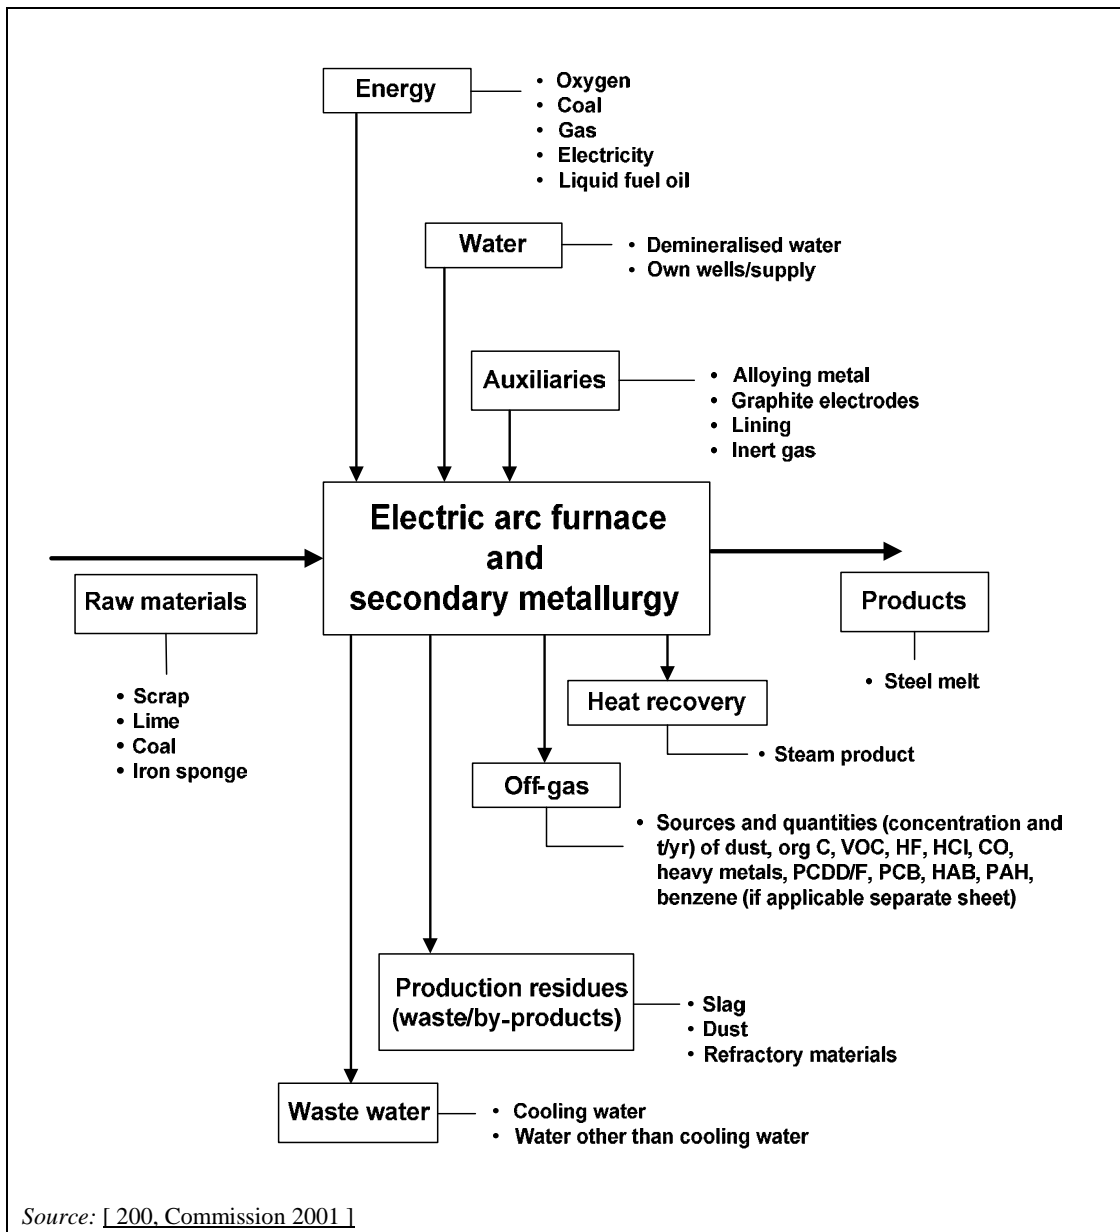 Energy
• Oxygen
• Coal
• Gas
• Electricity
• Liquid fuel oil
Water
• Demineralised water
• Own wells/supply
Auxiliaries
• Alloying metal
• Graphite electrodes
• Lining
• Inert gas
Electric arc furnace
and
secondary metallurgy
Raw materials
• Scrap
• Lime
• Coal
• Iron sponge
Products
• Steel melt
Heat recovery
• Steam product
Off-gas
• Sources and quantities (concentration and
t/yr) of dust, org C, VOC, HF, HCl, CO,
heavy metals, PCDD/F, PCB, HAB, PAH,
benzene (if applicable separate sheet)
Production residues
(waste/by-products)
• Slag
• Dust
• Refractory materials
Waste water
• Cooling water
• Water other than cooling water
Source: [ 200, Commission 2001 ]